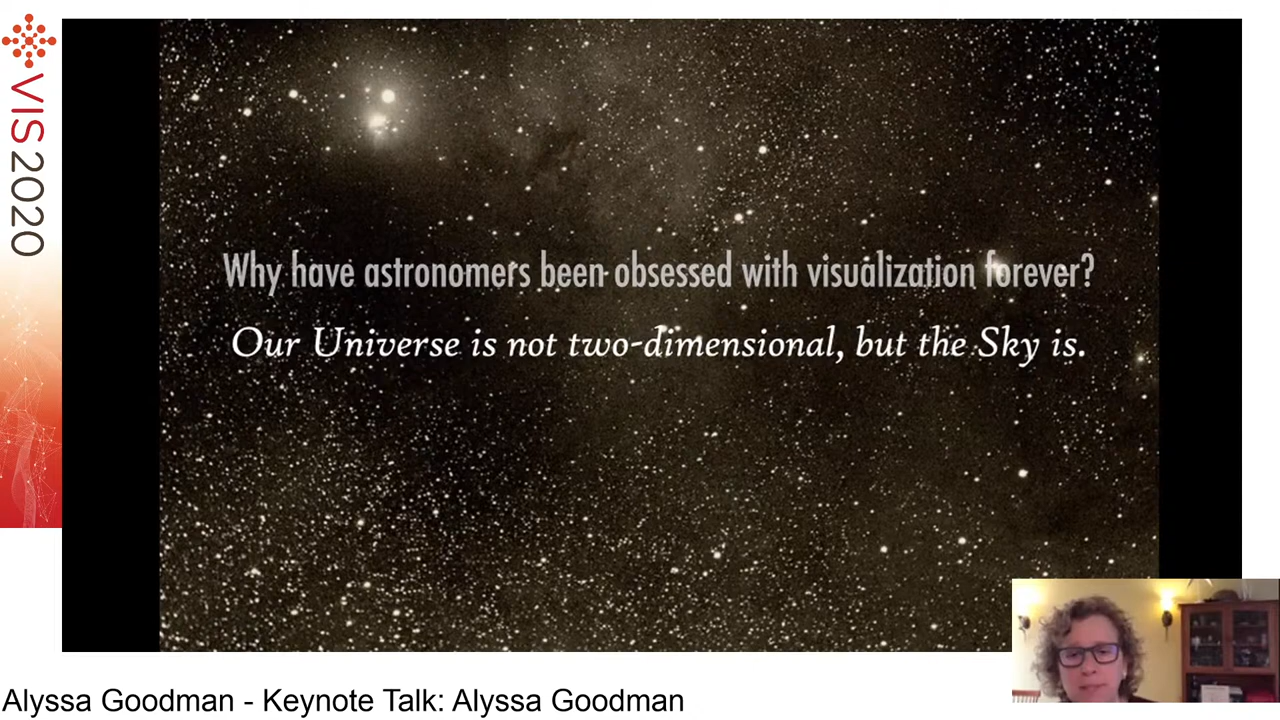 VIS2020
Why have astronomers been obsessed with visualization forever?
Our Universe is not two-dimensional, but the Sky is.
Alyssa Goodman - Keynote Talk: Alyssa Goodman